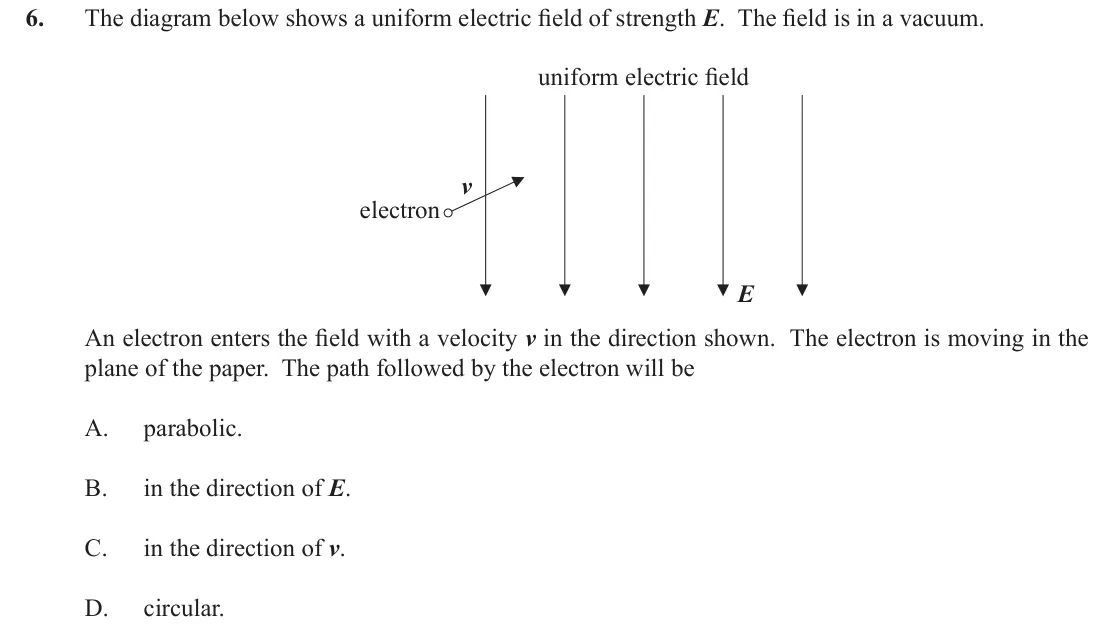 6. The diagram below shows a uniform electric field of strength E. The field is in a vacuum.
uniform electric field
v
electron
E
An electron enters the field with a velocity v in the direction shown. The electron is moving in the
plane of the paper. The path followed by the electron will be
A. parabolic.
B. in the direction of E.
C. in the direction of v.
D. circular.